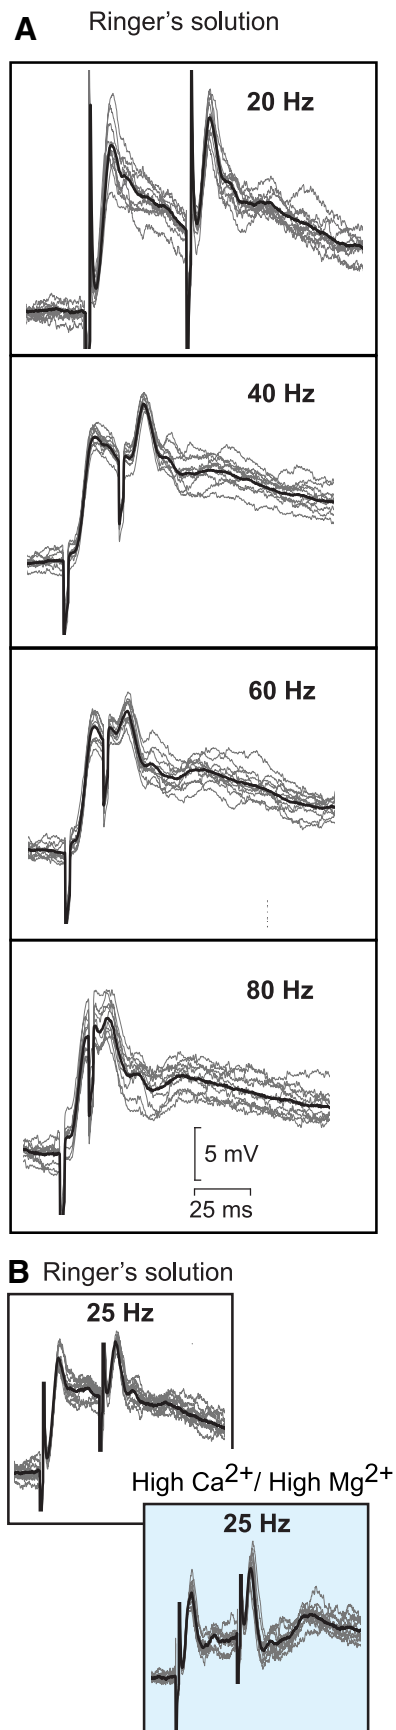 A Ringer's solution
20 Hz
40 Hz
60 Hz
80 Hz
5 mV
25 ms
B Ringer's solution
25 Hz
High Ca2+/ High Mg2+
25 Hz